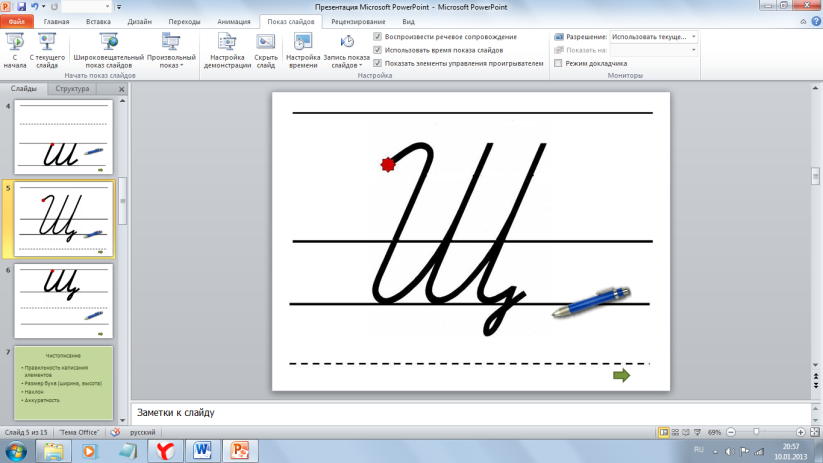 Презентация Microsoft PowerPoint - Microsoft PowerPoint
Файл Главная Вставка Дизайн Переходы Анимация Показ слайдов Рецензирование Вид
С начала
С текущего слайда
Широковещательный показ слайдов
Произвольный показ
Начать показ слайдов
Настройка демонстрации
Скрыть слайд
Настройка времени
Запись показа слайдов
Воспроизвести речевое сопровождение
Использовать время показа слайдов
Показать элементы управления проигрывателем
Настройка
Разрешение: Использовать текуще...
Показать на:
Режим докладчика
Мониторы
Слайды Структура
4
Ш
5
Щ
6
Щ
7
Чистописание
• Правильность написания элементов
• Размер букв (ширина, высота)
• Наклон
• Аккуратность
Щ
Заметки к слайду
Слайд 5 из 15 "Тема Office" русский 69%
RU 20:57
10.01.2013